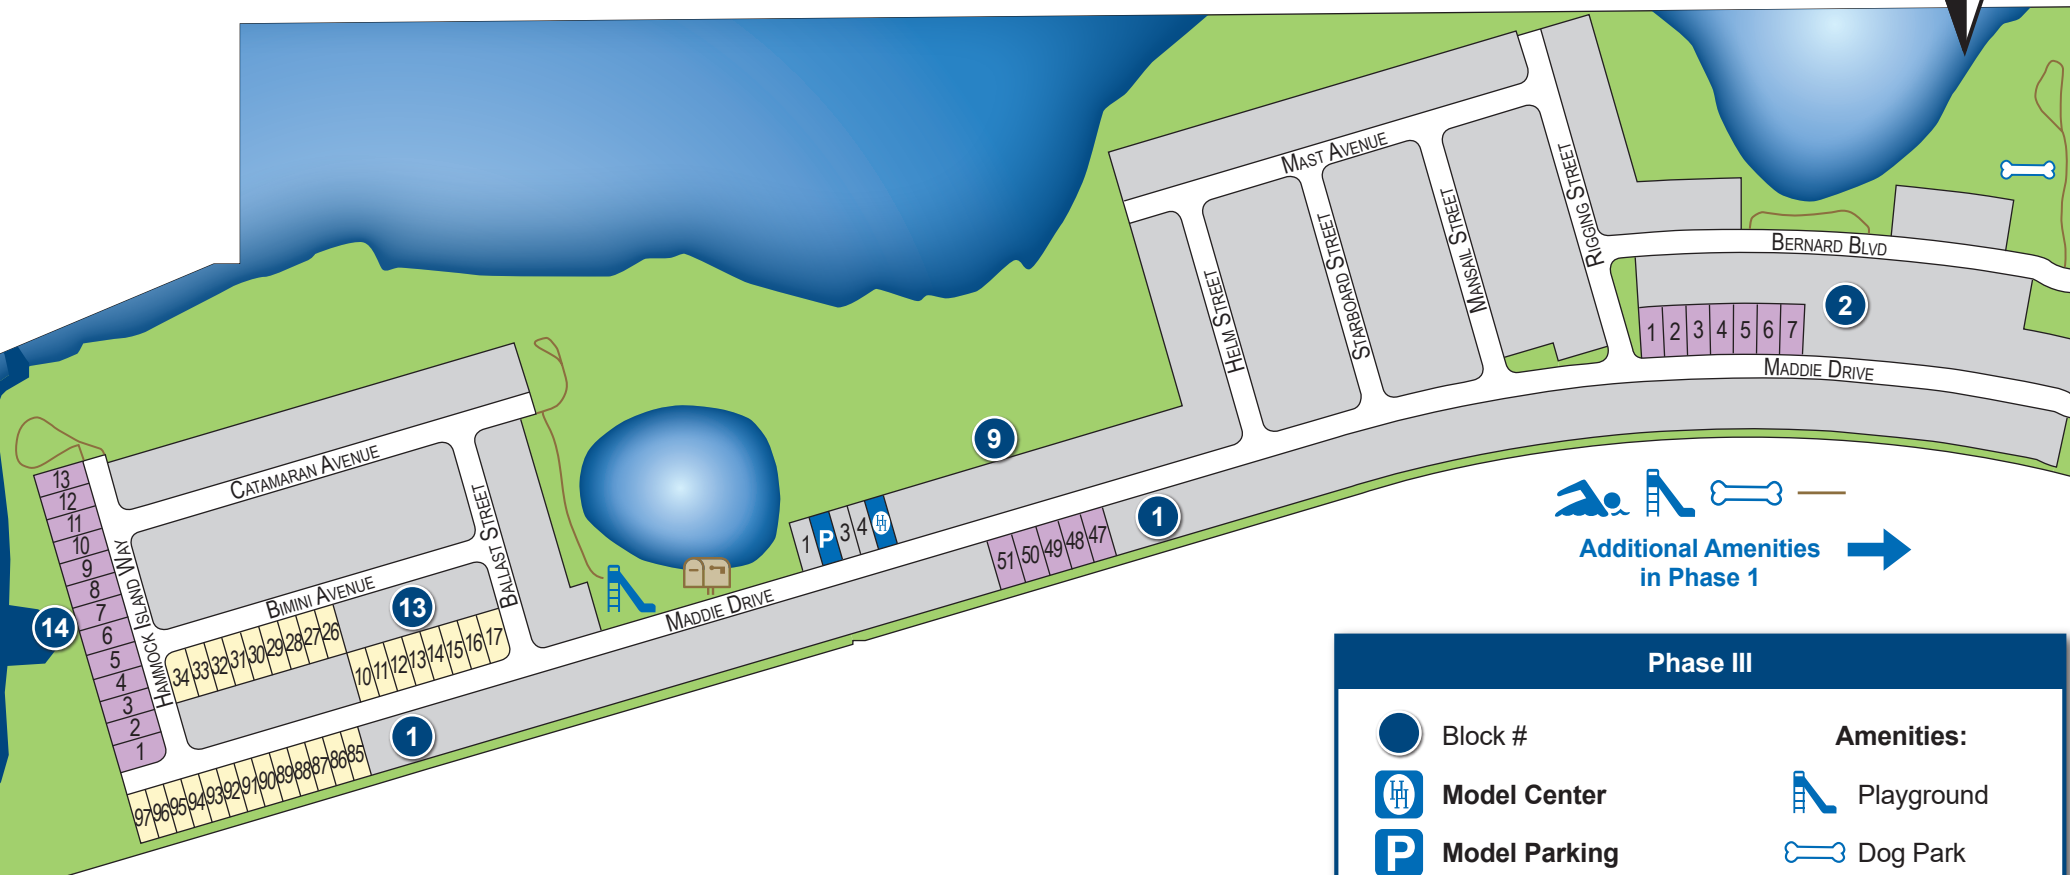 MAST AVENUE
HELM STREET
STARBOARD STREET
MAINSAIL STREET
RIGGING STREET
BERNARD BLVD
2
1 2 3 4 5 6 7
MADDIE DRIVE
9
1 P 3 4 HH
1
51 50 49 48 47
CATAMARAN AVENUE
BALLAST STREET
BIMINI AVENUE
HAMMOCK ISLAND WAY
13
12
11
10
9
8
7
6
5
4
3
2
1
14
13
34 33 32 31 30 29 28 27 26
10 11 12 13 14 15 16 17
MADDIE DRIVE
1
97 96 95 94 93 92 91 90 89 88 87 86 85
Additional Amenities
in Phase 1
Phase III
Block #
Amenities:
HH Model Center
Playground
P Model Parking
Dog Park